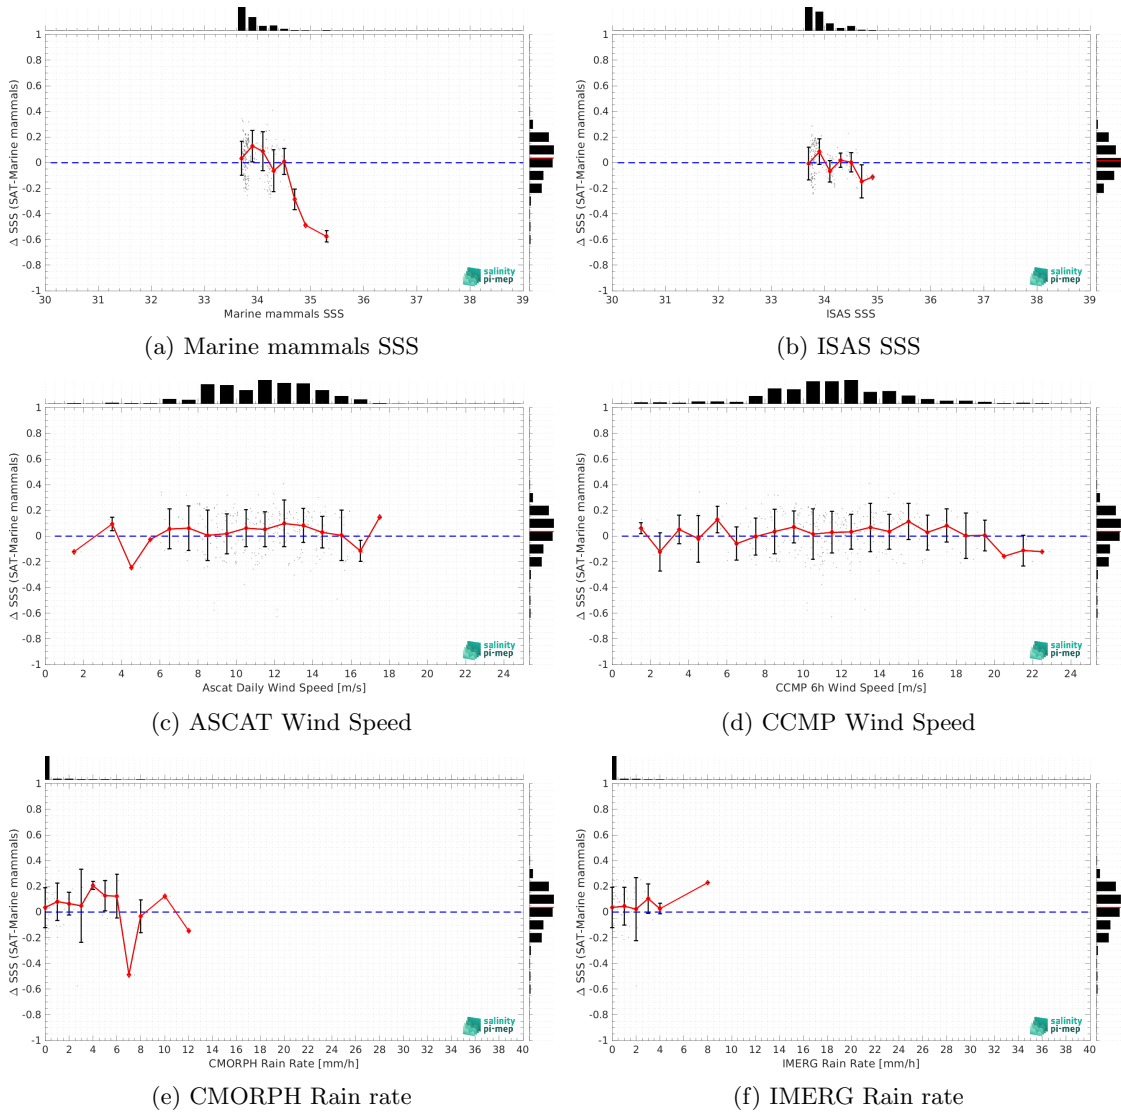 1
0.8
0.6
0.4
0.2
0
-0.2
-0.4
-0.6
-0.8
-1
Δ SSS (SAT-Marine mammals)
salinity
pi-mep
30 31 32 33 34 35 36 37 38 39
Marine mammals SSS
(a) Marine mammals SSS
1
0.8
0.6
0.4
0.2
0
-0.2
-0.4
-0.6
-0.8
-1
Δ SSS (SAT-Marine mammals)
salinity
pi-mep
30 31 32 33 34 35 36 37 38 39
ISAS SSS
(b) ISAS SSS
1
0.8
0.6
0.4
0.2
0
-0.2
-0.4
-0.6
-0.8
-1
Δ SSS (SAT-Marine mammals)
salinity
pi-mep
2 4 6 8 10 12 14 16 18 20 22 24
Ascat Daily Wind Speed [m/s]
(c) ASCAT Wind Speed
1
0.8
0.6
0.4
0.2
0
-0.2
-0.4
-0.6
-0.8
-1
Δ SSS (SAT-Marine mammals)
salinity
pi-mep
2 4 6 8 10 12 14 16 18 20 22 24
CCMP 6h Wind Speed [m/s]
(d) CCMP Wind Speed
1
0.8
0.6
0.4
0.2
0
-0.2
-0.4
-0.6
-0.8
-1
Δ SSS (SAT-Marine mammals)
salinity
pi-mep
0 2 4 6 8 10 12 14 16 18 20 22 24 26 28 30 32 34 36 38 40
CMORPH Rain Rate [mm/h]
(e) CMORPH Rain rate
1
0.8
0.6
0.4
0.2
0
-0.2
-0.4
-0.6
-0.8
-1
Δ SSS (SAT-Marine mammals)
salinity
pi-mep
0 2 4 6 8 10 12 14 16 18 20 22 24 26 28 30 32 34 36 38 40
IMERG Rain Rate [mm/h]
(f) IMERG Rain rate